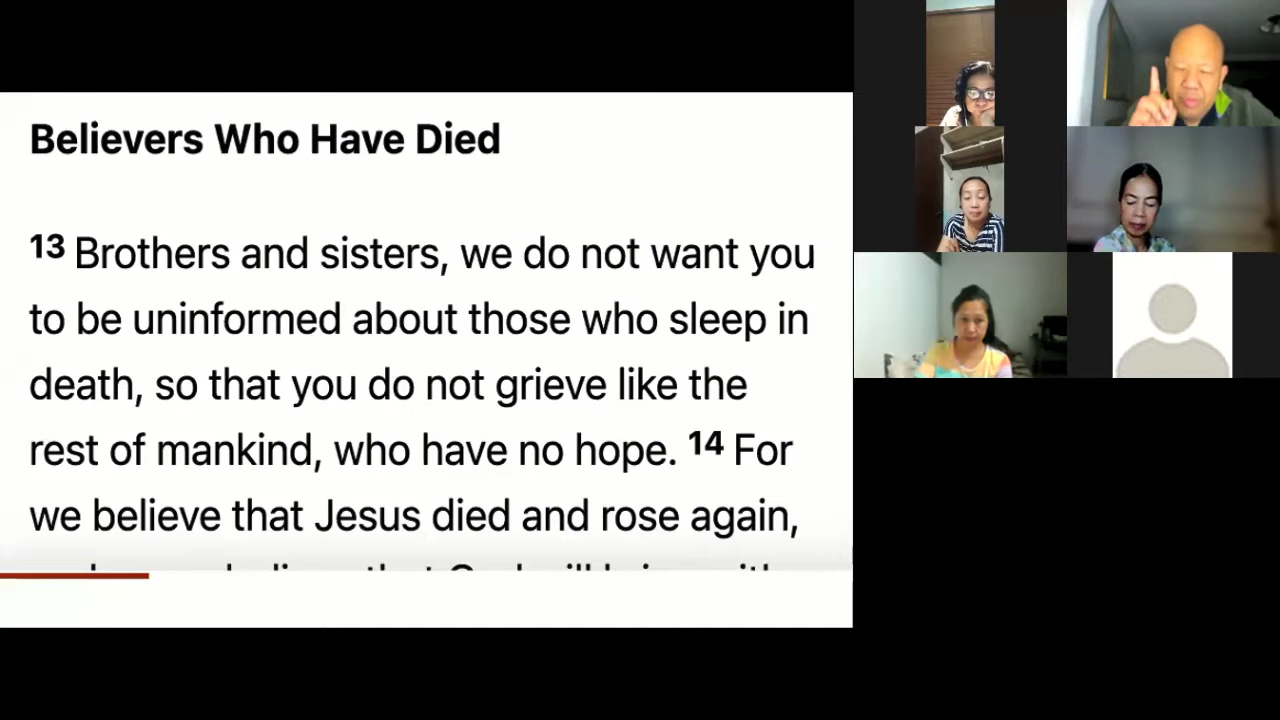 Believers Who Have Died
13 Brothers and sisters, we do not want you
to be uninformed about those who sleep in
death, so that you do not grieve like the
rest of mankind, who have no hope. 14 For
we believe that Jesus died and rose again,